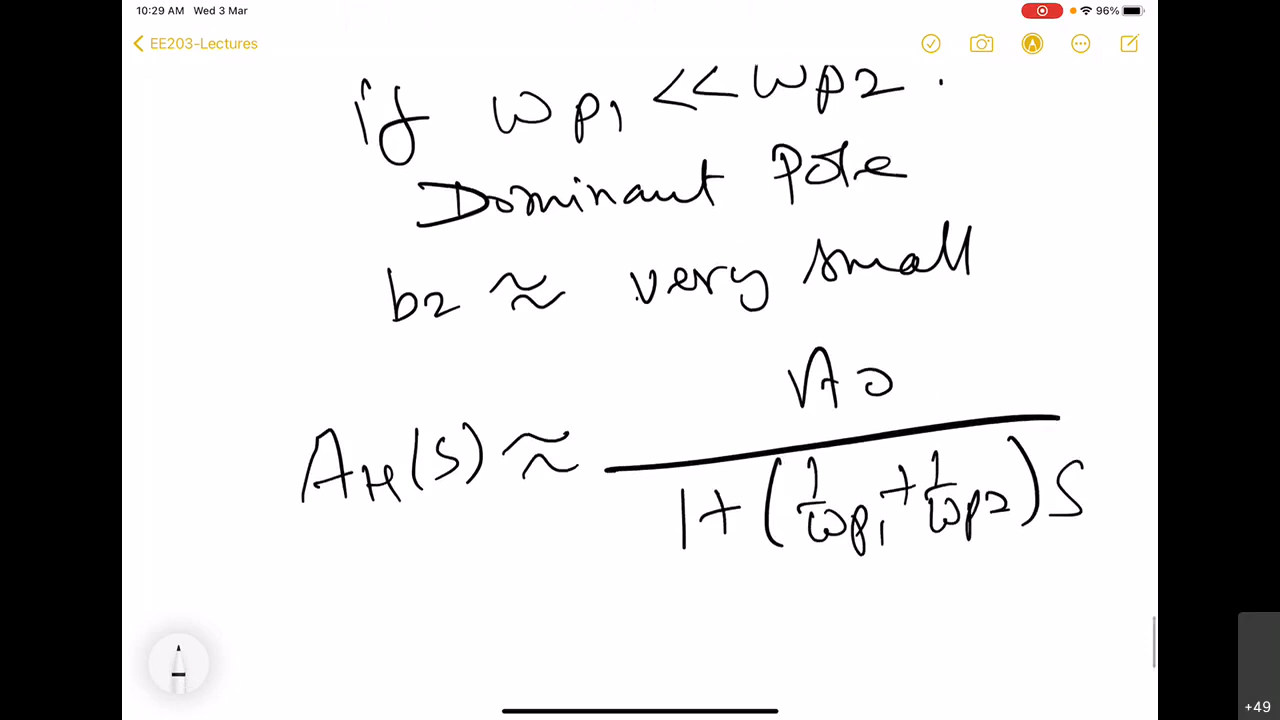 10:29 AM Wed 3 Mar
96%
EE203-Lectures
if ωp1 << ωp2.
Dominant Pole
b2 ≈ very small
A0
AH(s) ≈
1+(1/ωp1+1/ωp2)S
+49